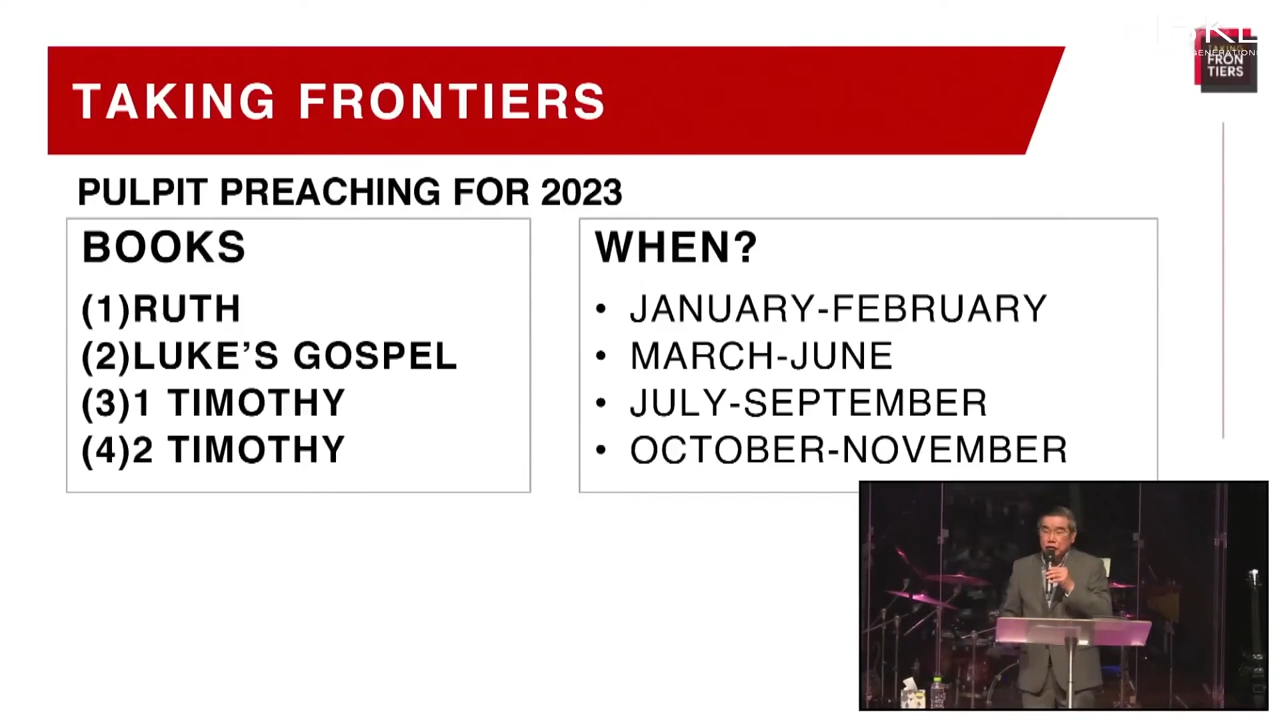 TAKING FRONTIERS
PULPIT PREACHING FOR 2023
BOOKS
(1)RUTH
(2)LUKE’S GOSPEL
(3)1 TIMOTHY
(4)2 TIMOTHY
WHEN?
• JANUARY-FEBRUARY
• MARCH-JUNE
• JULY-SEPTEMBER
• OCTOBER-NOVEMBER
TAKING
FRON
TIERS